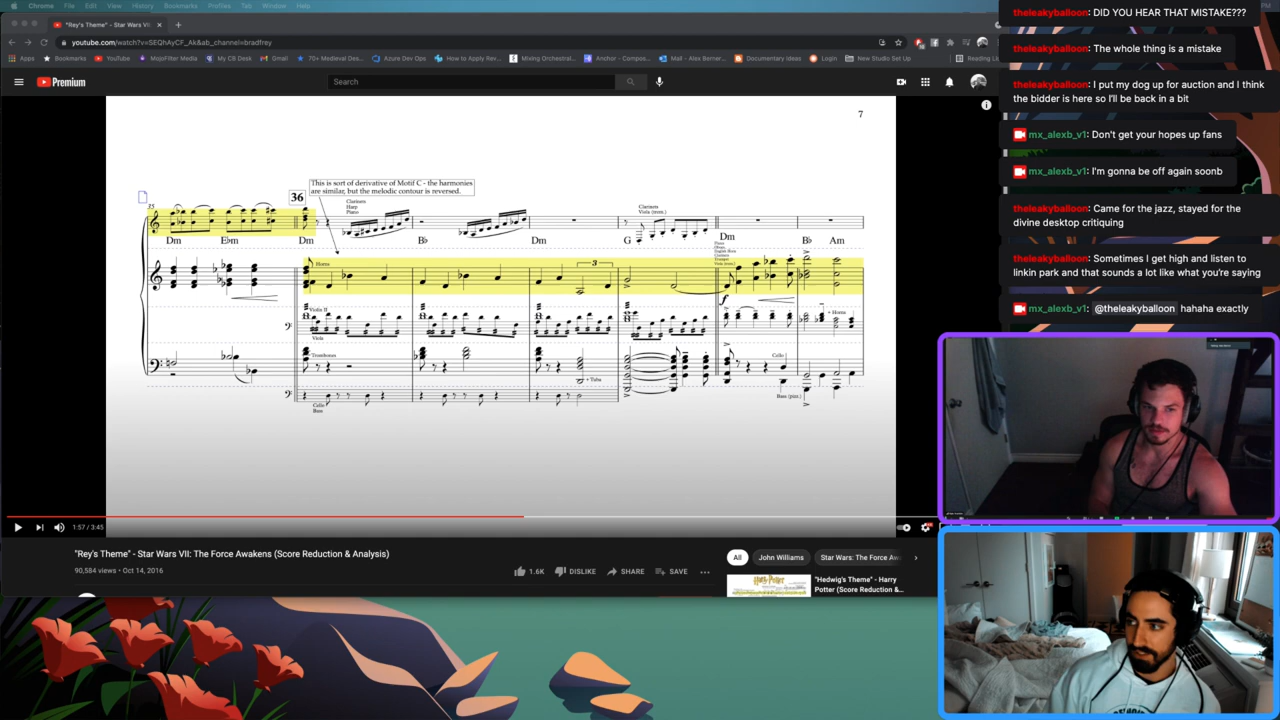 Chrome File Edit View History Bookmarks Profiles Tab Window Help
"Rey's Theme" - Star Wars VII:
youtube.com/watch?v=SEQhAyCF_Ak&ab_channel=bradfrey
Apps Bookmarks YouTube MojoFilter Media My CB Desk Gmail 70+ Medieval Des... Azure Dev Ops How to Apply Rev... Mixing Orchestral... Anchor - Compos... Mail - Alex Bernar... Documentary Ideas Login New Studio Set Up Reading Li
Premium
Search
7
36
This is sort of derivative of Motif C - the harmonies
are similar, but the melodic contour is reversed.
35
Clarinets
Harp
Piano
Clarinets
Viola (trem.)
Dm E♭m Dm B♭ Dm G Dm B♭ Am
Horns
3
f
Violin II
Viola
+ Horns
Trombones
Cello
+ Tuba
Cello
Bass
Bass (pizz.)
1:57 / 3:45
"Rey's Theme" - Star Wars VII: The Force Awakens (Score Reduction & Analysis)
90,584 views • Oct 14, 2016
1.6K DISLIKE SHARE SAVE
All John Williams Star Wars: The Force Aw
"Hedwig's Theme" - Harry
Potter (Score Reduction &...
theleakyballoon: DID YOU HEAR THAT MISTAKE???
theleakyballoon: The whole thing is a mistake
theleakyballoon: I put my dog up for auction and I think
the bidder is here so I'll be back in a bit
mx_alexb_v1: Don't get your hopes up fans
mx_alexb_v1: I'm gonna be off again soonb
theleakyballoon: Came for the jazz, stayed for the
divine desktop critiquing
theleakyballoon: Sometimes I get high and listen to
linkin park and that sounds a lot like what you're saying
mx_alexb_v1: @theleakyballoon hahaha exactly